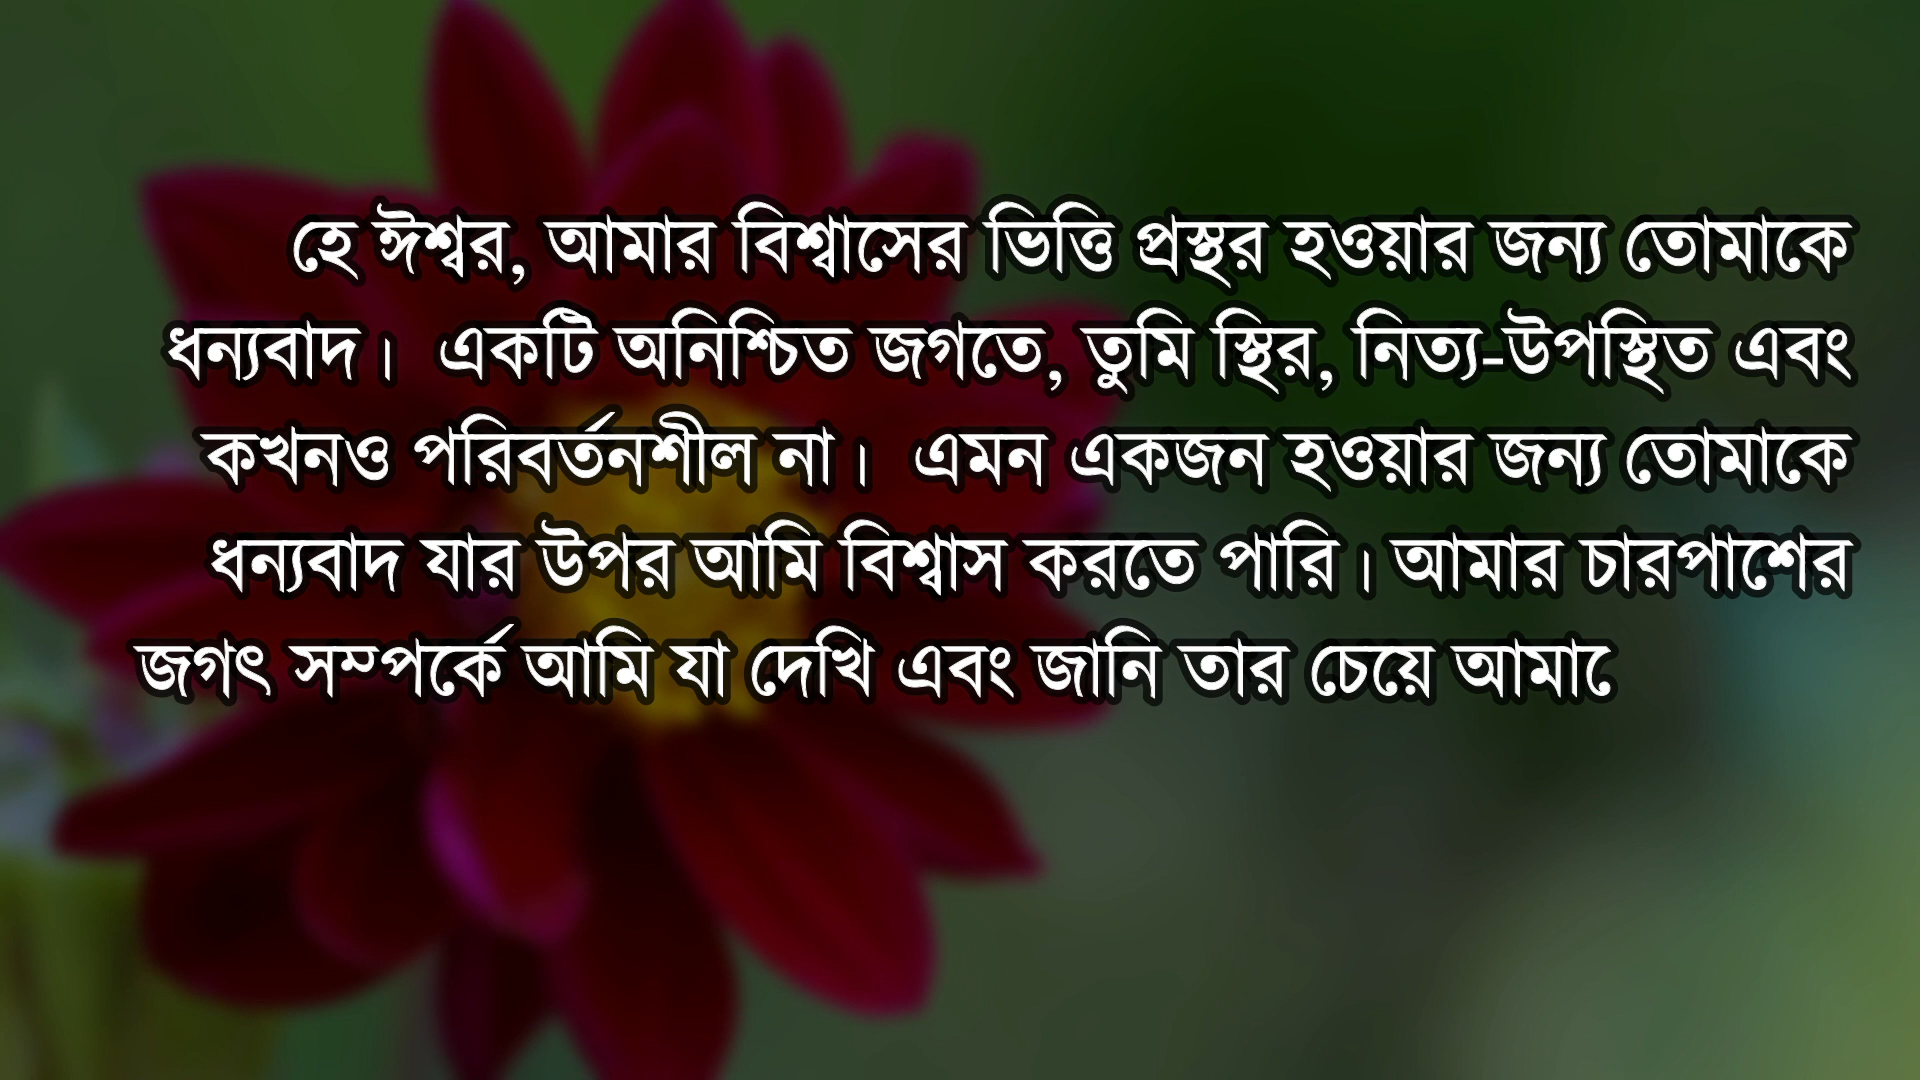 হে ঈশ্বর, আমার বিশ্বাসের ভিত্তি প্রস্থর হওয়ার জন্য তোমাকে
ধন্যবাদ। একটি অনিশ্চিত জগতে, তুমি স্থির, নিত্য-উপস্থিত এবং
কখনও পরিবর্তনশীল না। এমন একজন হওয়ার জন্য তোমাকে
ধন্যবাদ যার উপর আমি বিশ্বাস করতে পারি। আমার চারপাশের
জগৎ সম্পর্কে আমি যা দেখি এবং জানি তার চেয়ে